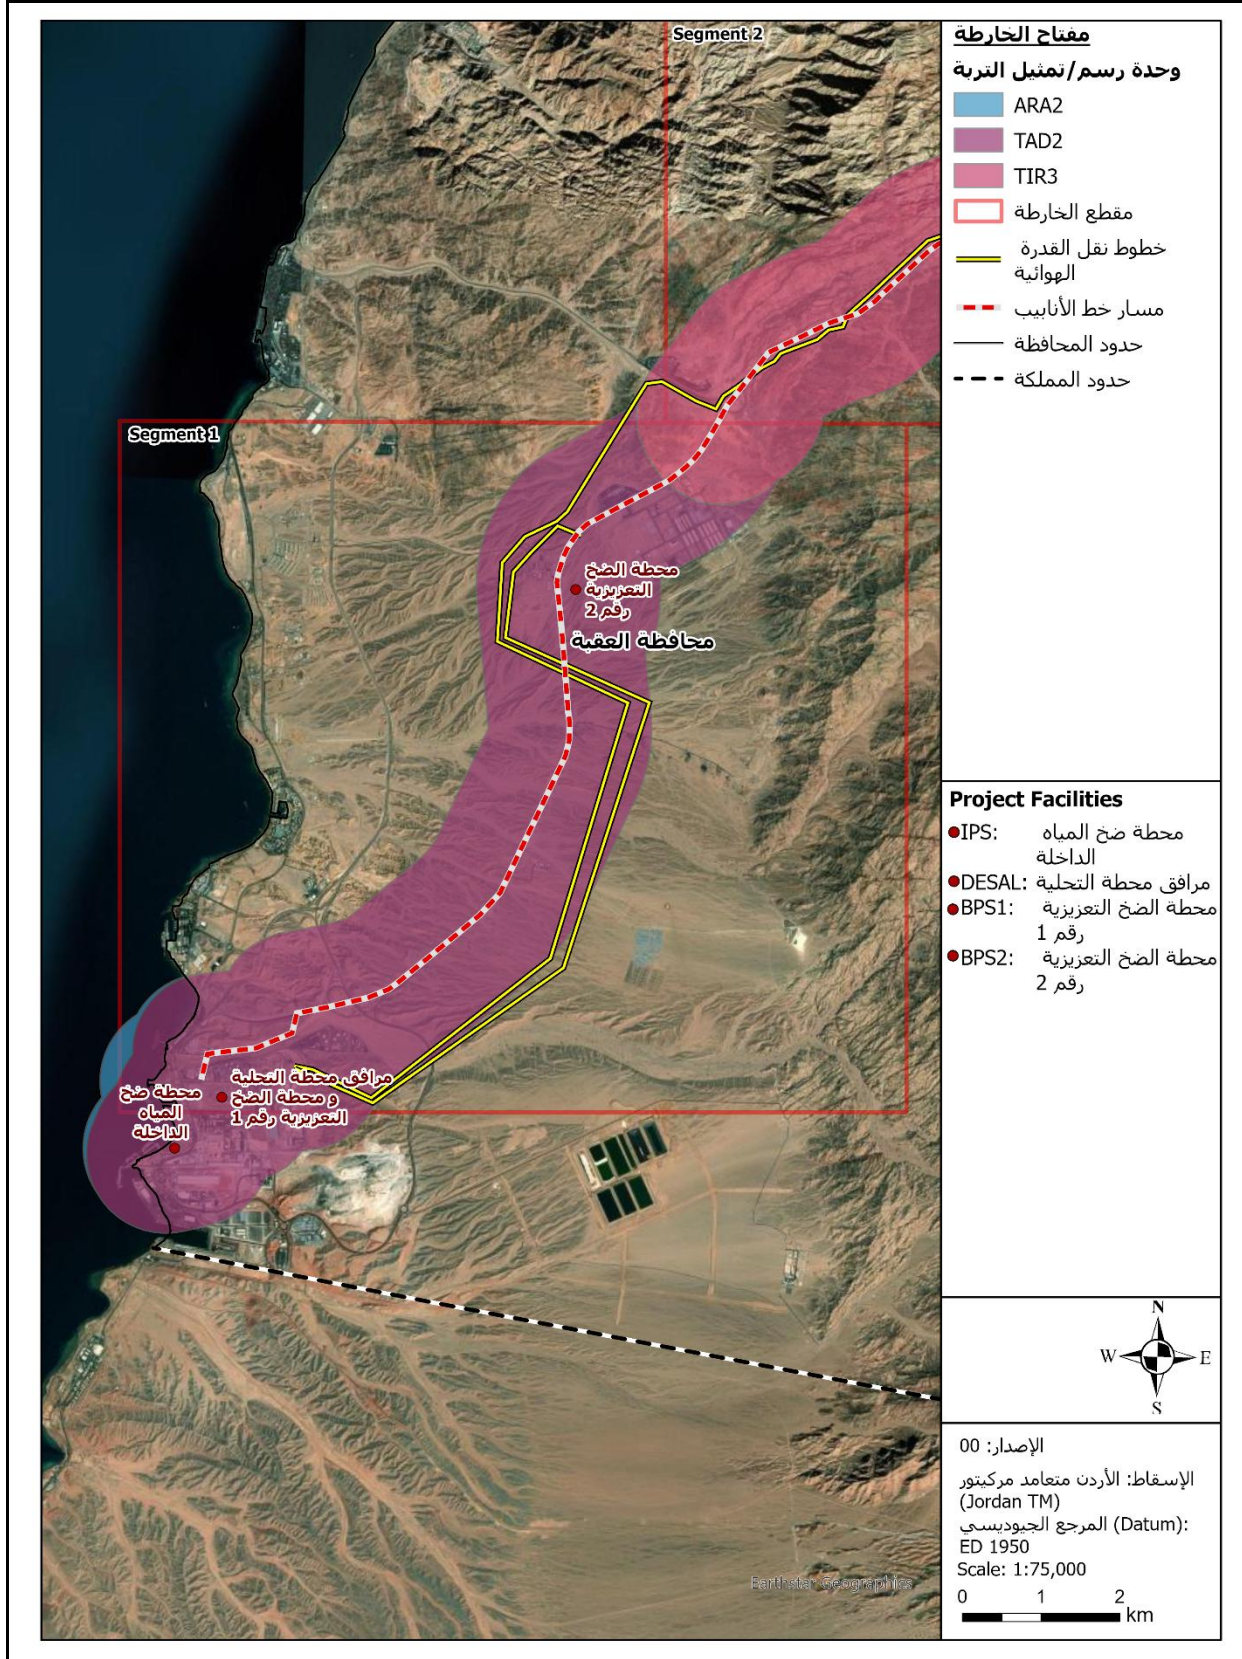 Segment 2
Segment 1
محطة الضخ
التعزيزية
رقم 2
محافظة العقبة
مرافق محطة التحلية
و محطة الضخ
التعزيزية رقم 1
محطة ضخ
المياه
الداخلة
Earthstar Geographics
مفتاح الخارطة
وحدة رسم/تمثيل التربة
ARA2
TAD2
TIR3
مقطع الخارطة
خطوط نقل القدرة
الهوائية
مسار خط الأنابيب
حدود المحافظة
حدود المملكة
Project Facilities
IPS: محطة ضخ المياه
الداخلة
DESAL: مرافق محطة التحلية
BPS1: محطة الضخ التعزيزية
رقم 1
BPS2: محطة الضخ التعزيزية
رقم 2
N
W E
S
الإصدار: 00
الإسقاط: الأردن متعامد مركيتور
(Jordan TM)
المرجع الجيوديسي (Datum):
ED 1950
Scale: 1:75,000
0 1 2
km